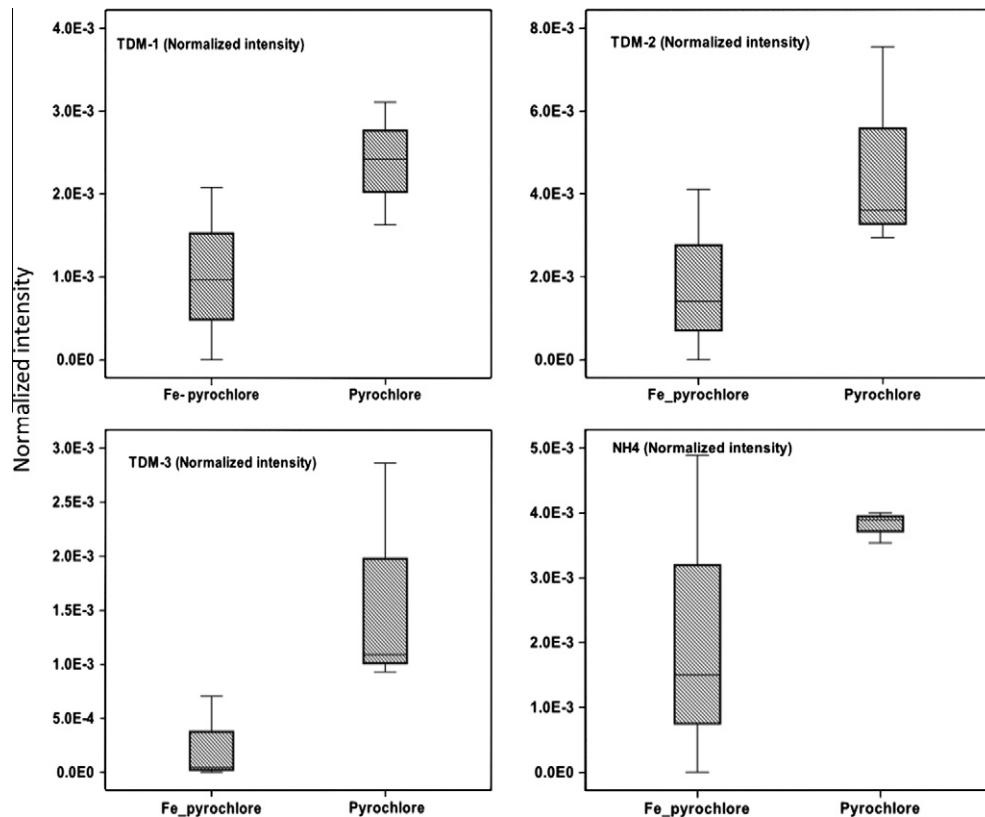 Normalized intensity
TDM-1 (Normalized intensity)
4.0E-3
3.0E-3
2.0E-3
1.0E-3
0.0E0
Fe- pyrochlore Pyrochlore
TDM-2 (Normalized intensity)
8.0E-3
6.0E-3
4.0E-3
2.0E-3
0.0E0
Fe_pyrochlore Pyrochlore
TDM-3 (Normalized intensity)
3.0E-3
2.5E-3
2.0E-3
1.5E-3
1.0E-3
5.0E-4
0.0E0
Fe_pyrochlore Pyrochlore
NH4 (Normalized intensity)
5.0E-3
4.0E-3
3.0E-3
2.0E-3
1.0E-3
0.0E0
Fe_pyrochlore Pyrochlore